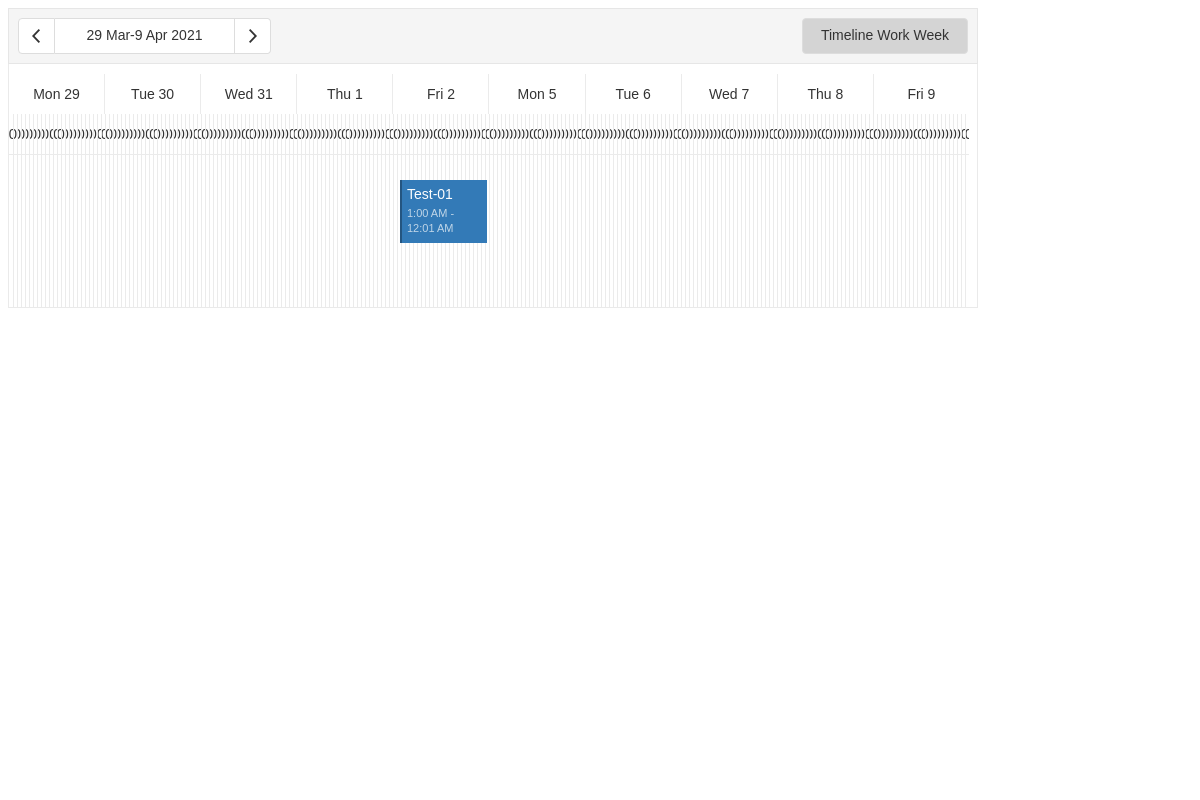 29 Mar-9 Apr 2021
Timeline Work Week
Mon 29 Tue 30 Wed 31 Thu 1 Fri 2 Mon 5 Tue 6 Wed 7 Thu 8 Fri 9
Test-01
1:00 AM -
12:01 AM